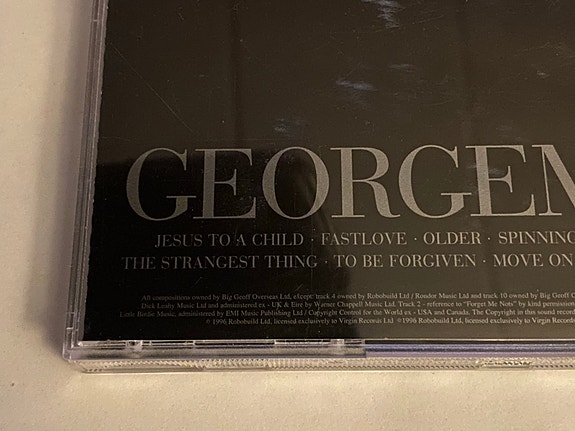 GEORGEM
JESUS TO A CHILD · FASTLOVE · OLDER · SPINNING
THE STRANGEST THING · TO BE FORGIVEN · MOVE ON
All compositions owned by Big Geoff Overseas Ltd, except: track 4 owned by Robobuild Ltd / Rondor Music Ltd and track 10 owned by Big Geoff O
Dick Leahy Music Ltd and administered ex - UK & Eire by Warner Chappell Music Ltd. Track 2 - reference to "Forget Me Nots" by kind permission
Little Birdie Music, administered by EMI Music Publishing Ltd / Copyright Control for the world ex - USA and Canada. The Copyright in this sound record
℗ 1996 Robobuild Ltd, licensed exclusively to Virgin Records Ltd ©1996 Robobuild Ltd, licensed exclusively to Virgin Records